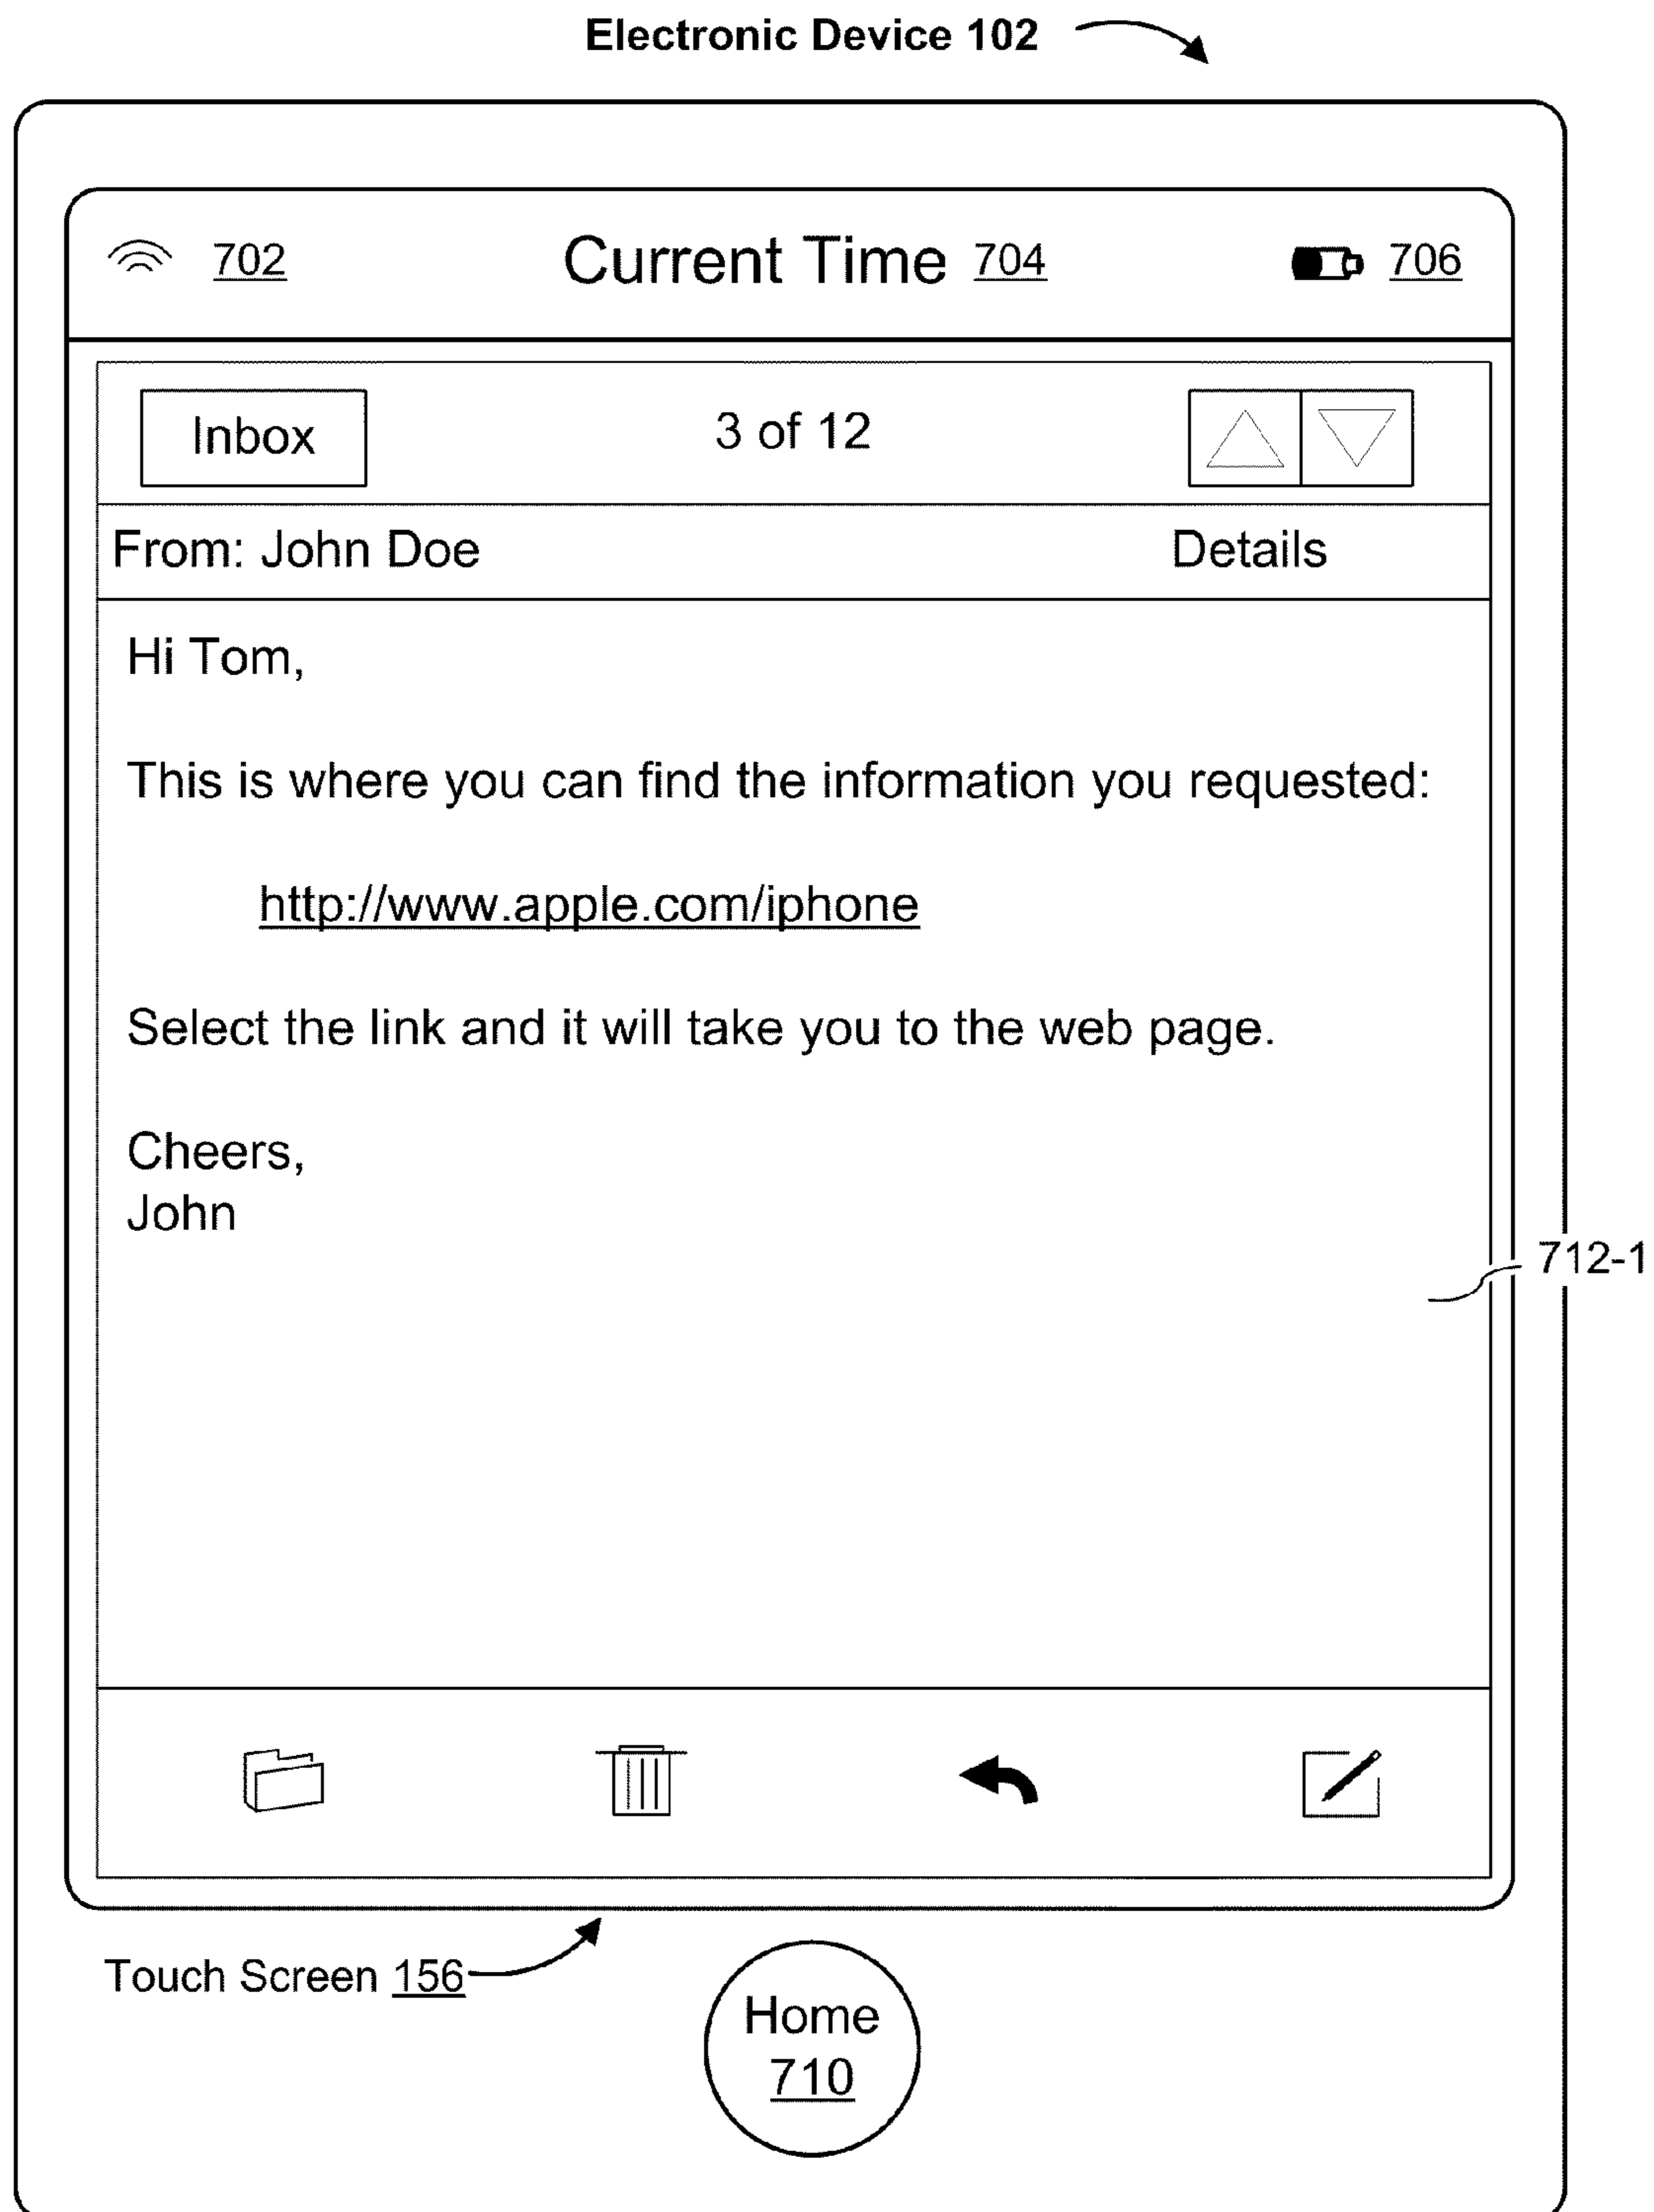 Electronic Device 102
702 Current Time 704 706
Inbox 3 of 12
From: John Doe Details
Hi Tom,
This is where you can find the information you requested:
http://www.apple.com/iphone
Select the link and it will take you to the web page.
Cheers,
John
712-1
Touch Screen 156
Home
710